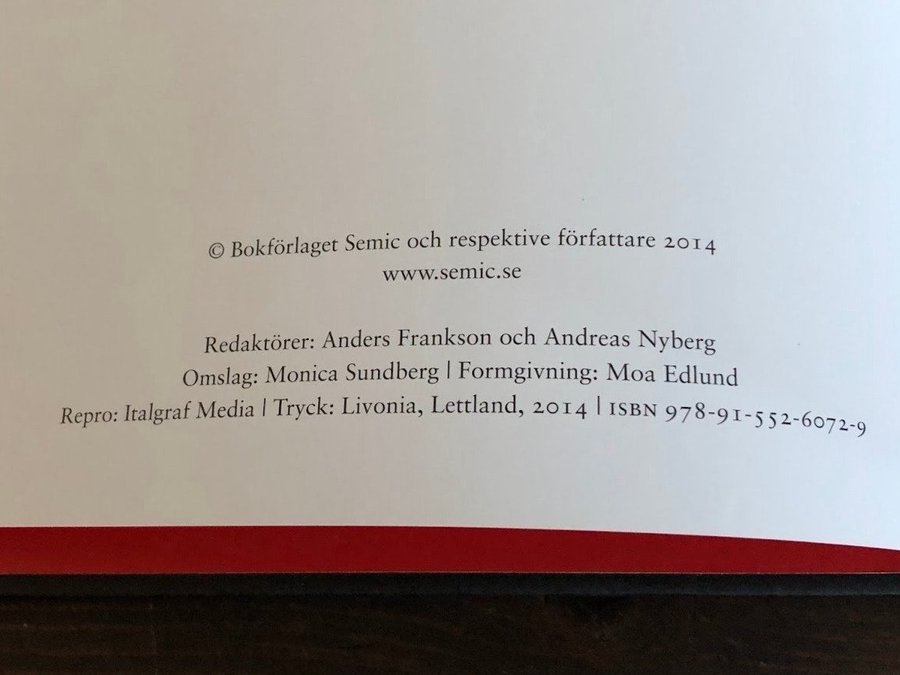 © Bokförlaget Semic och respektive författare 2014
www.semic.se
Redaktörer: Anders Frankson och Andreas Nyberg
Omslag: Monica Sundberg | Formgivning: Moa Edlund
Repro: Italgraf Media | Tryck: Livonia, Lettland, 2014 | ISBN 978-91-552-6072-9